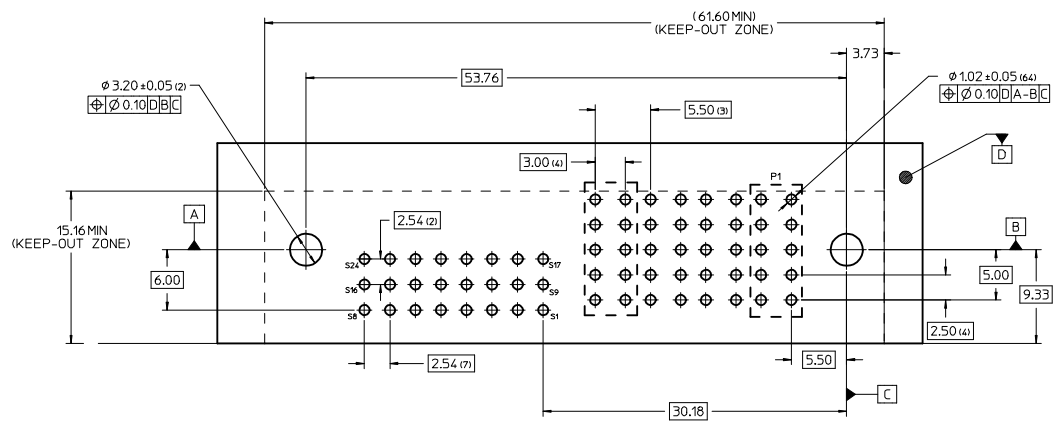 (61.60 MIN)
(KEEP-OUT ZONE)
3.73
53.76
⌀ 3.20 ±0.05 (2)
⌖ ⌀ 0.10 D B C
⌀ 1.02 ±0.05 (64)
⌖ ⌀ 0.10 D A-B C
5.50 (3)
3.00 (4)
P1
D
15.16 MIN
(KEEP-OUT ZONE)
A
2.54 (2)
B
S24
S17
6.00
5.00
S16
S9
9.33
S8
S1
2.50 (4)
2.54 (7)
5.50
C
30.18